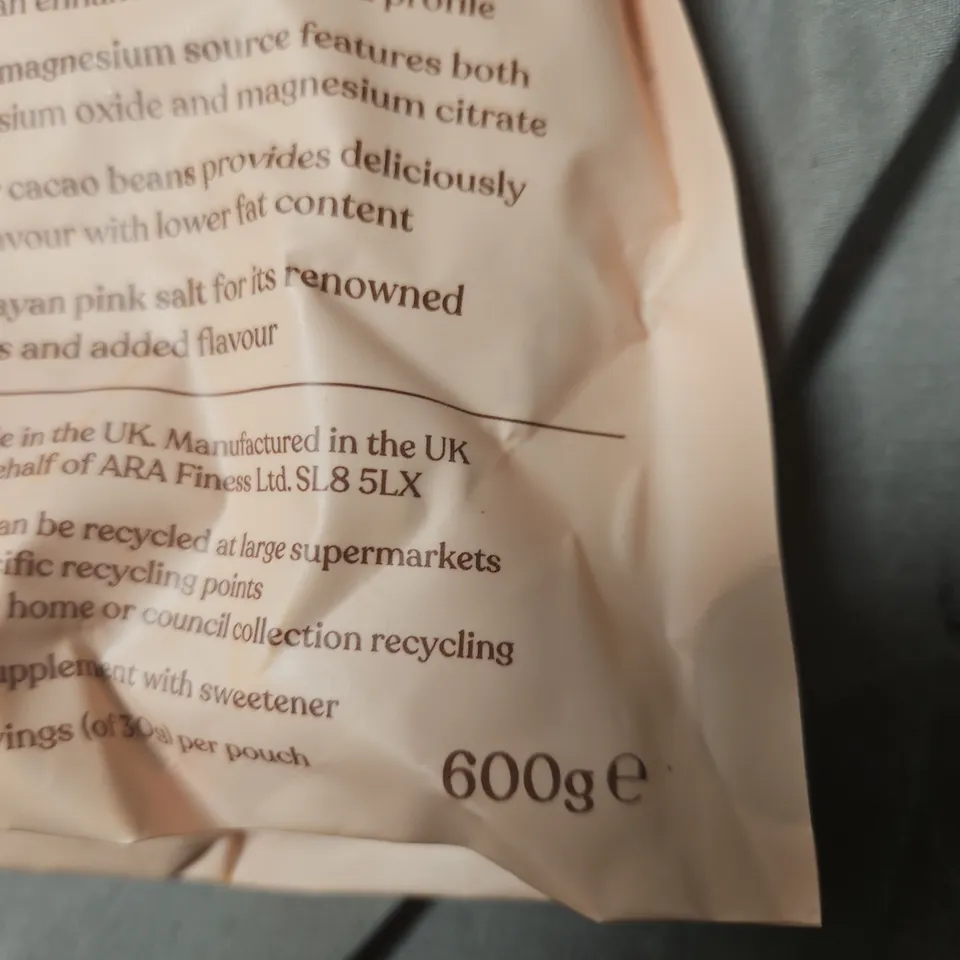 profile
magnesium source features both
sium oxide and magnesium citrate
cacao beans provides deliciously
avour with lower fat content
ayan pink salt for its renowned
s and added flavour
e in the UK. Manufactured in the UK
ehalf of ARA Finess Ltd. SL8 5LX
an be recycled at large supermarkets
ific recycling points
home or council collection recycling
upplement with sweetener
vings (of 30g) per pouch
600g e